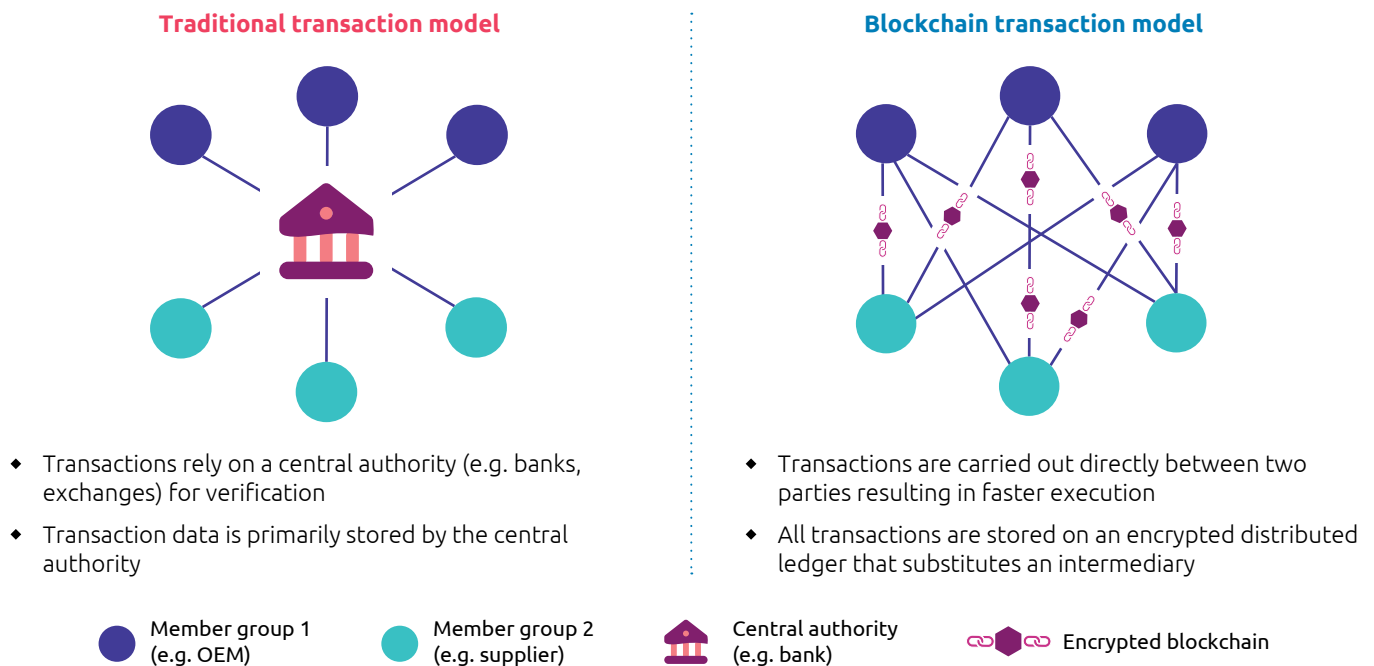 Traditional transaction model
Blockchain transaction model
◆ Transactions rely on a central authority (e.g. banks,
exchanges) for verification
◆ Transaction data is primarily stored by the central
authority
◆ Transactions are carried out directly between two
parties resulting in faster execution
◆ All transactions are stored on an encrypted distributed
ledger that substitutes an intermediary
Member group 1
(e.g. OEM)
Member group 2
(e.g. supplier)
Central authority
(e.g. bank)
Encrypted blockchain